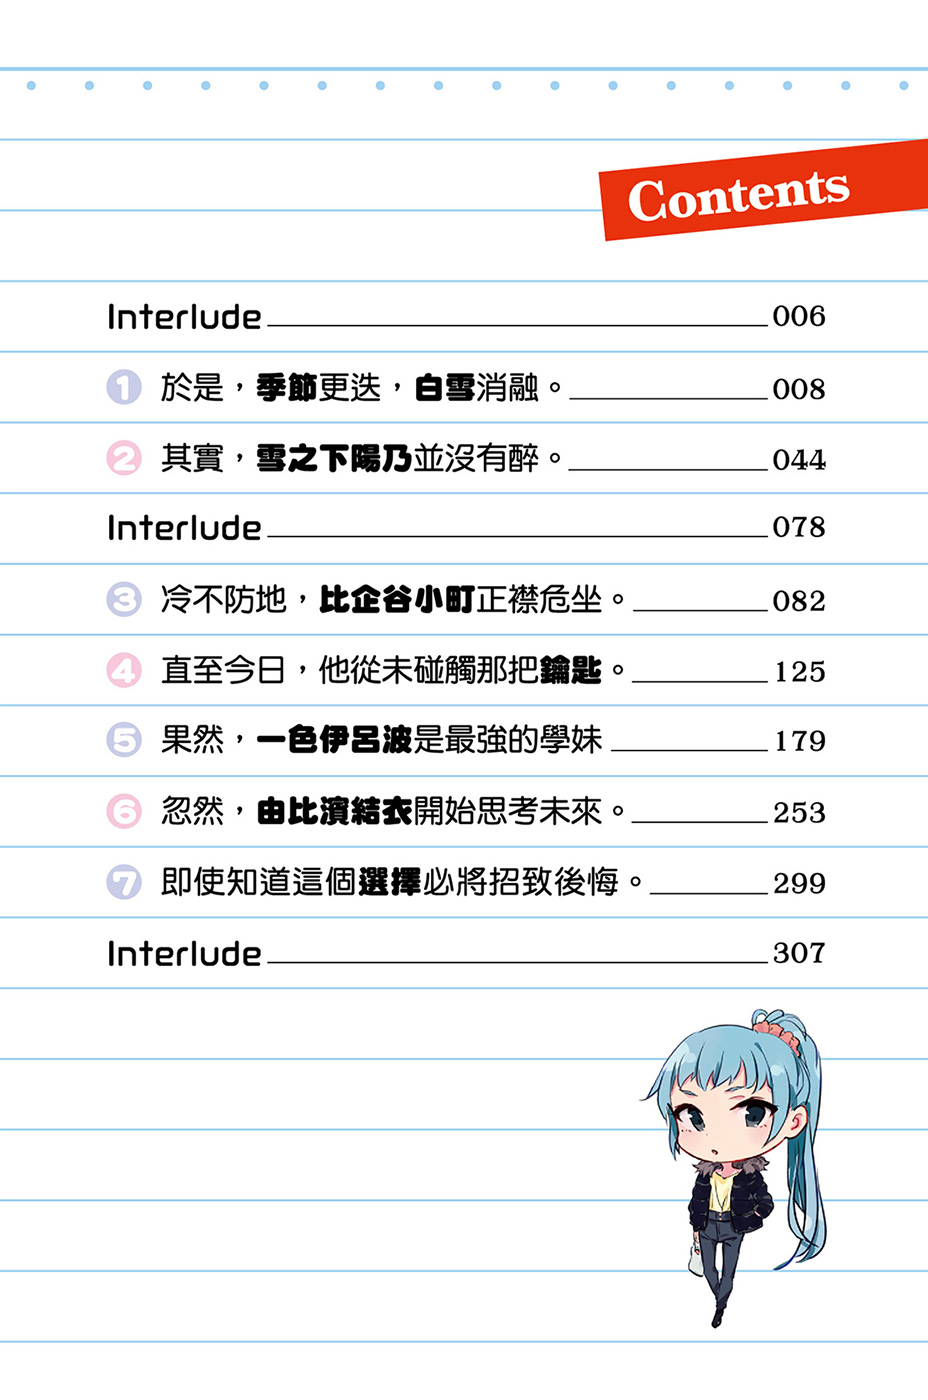 Contents
Interlude 006
1 於是，季節更迭，白雪消融。 008
2 其實，雪之下陽乃並沒有醉。 044
Interlude 078
3 冷不防地，比企谷小町正襟危坐。 082
4 直至今日，他從未碰觸那把鑰匙。 125
5 果然，一色伊呂波是最強的學妹 179
6 忽然，由比濱結衣開始思考未來。 253
7 即使知道這個選擇必將招致後悔。 299
Interlude 307